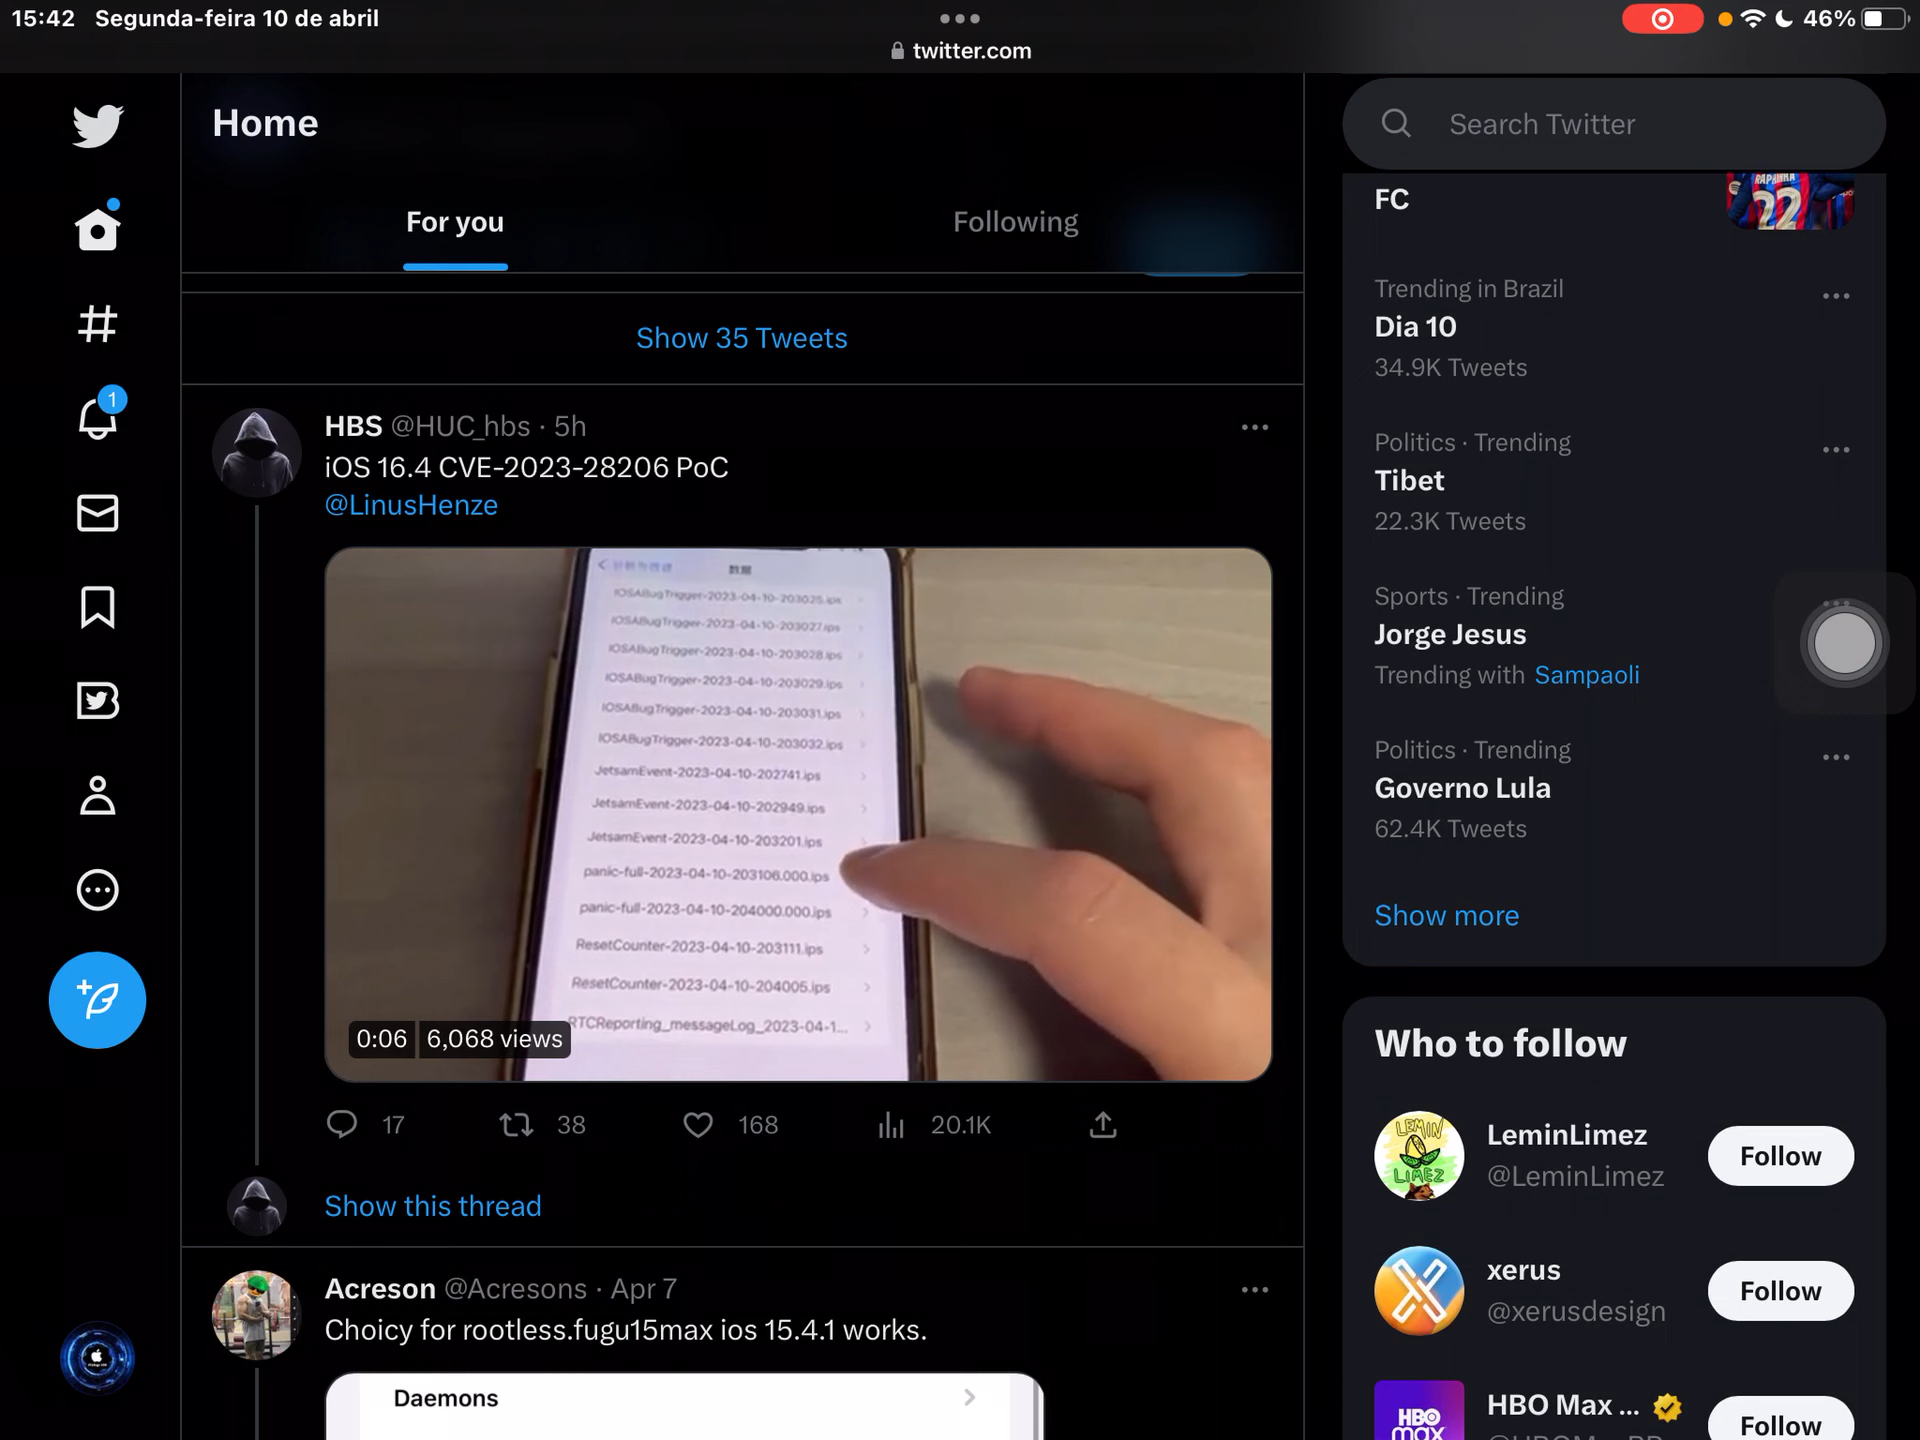 15:42 Segunda-feira 10 de abril
46%
twitter.com
Home
For you
Following
Show 35 Tweets
HBS @HUC_hbs · 5h
iOS 16.4 CVE-2023-28206 PoC
@LinusHenze
数据
IOSABugTrigger-2023-04-10-203025.ips
IOSABugTrigger-2023-04-10-203027.ips
IOSABugTrigger-2023-04-10-203028.ips
IOSABugTrigger-2023-04-10-203029.ips
IOSABugTrigger-2023-04-10-203031.ips
IOSABugTrigger-2023-04-10-203032.ips
JetsamEvent-2023-04-10-202741.ips
JetsamEvent-2023-04-10-202949.ips
JetsamEvent-2023-04-10-203201.ips
panic-full-2023-04-10-203106.000.ips
panic-full-2023-04-10-204000.000.ips
ResetCounter-2023-04-10-203111.ips
ResetCounter-2023-04-10-204005.ips
RTCReporting_messageLog_2023-04-1...
0:06
6,068 views
17
38
168
20.1K
Show this thread
Acreson @Acresons · Apr 7
Choicy for rootless.fugu15max ios 15.4.1 works.
Daemons
1
Search Twitter
FC
RAPHINHA
22
Trending in Brazil
Dia 10
34.9K Tweets
Politics · Trending
Tibet
22.3K Tweets
Sports · Trending
Jorge Jesus
Trending with Sampaoli
Politics · Trending
Governo Lula
62.4K Tweets
Show more
Who to follow
LEMIN
LIMEZ
LeminLimez
@LeminLimez
Follow
xerus
@xerusdesign
Follow
HBO
max
HBO Max ...
Follow